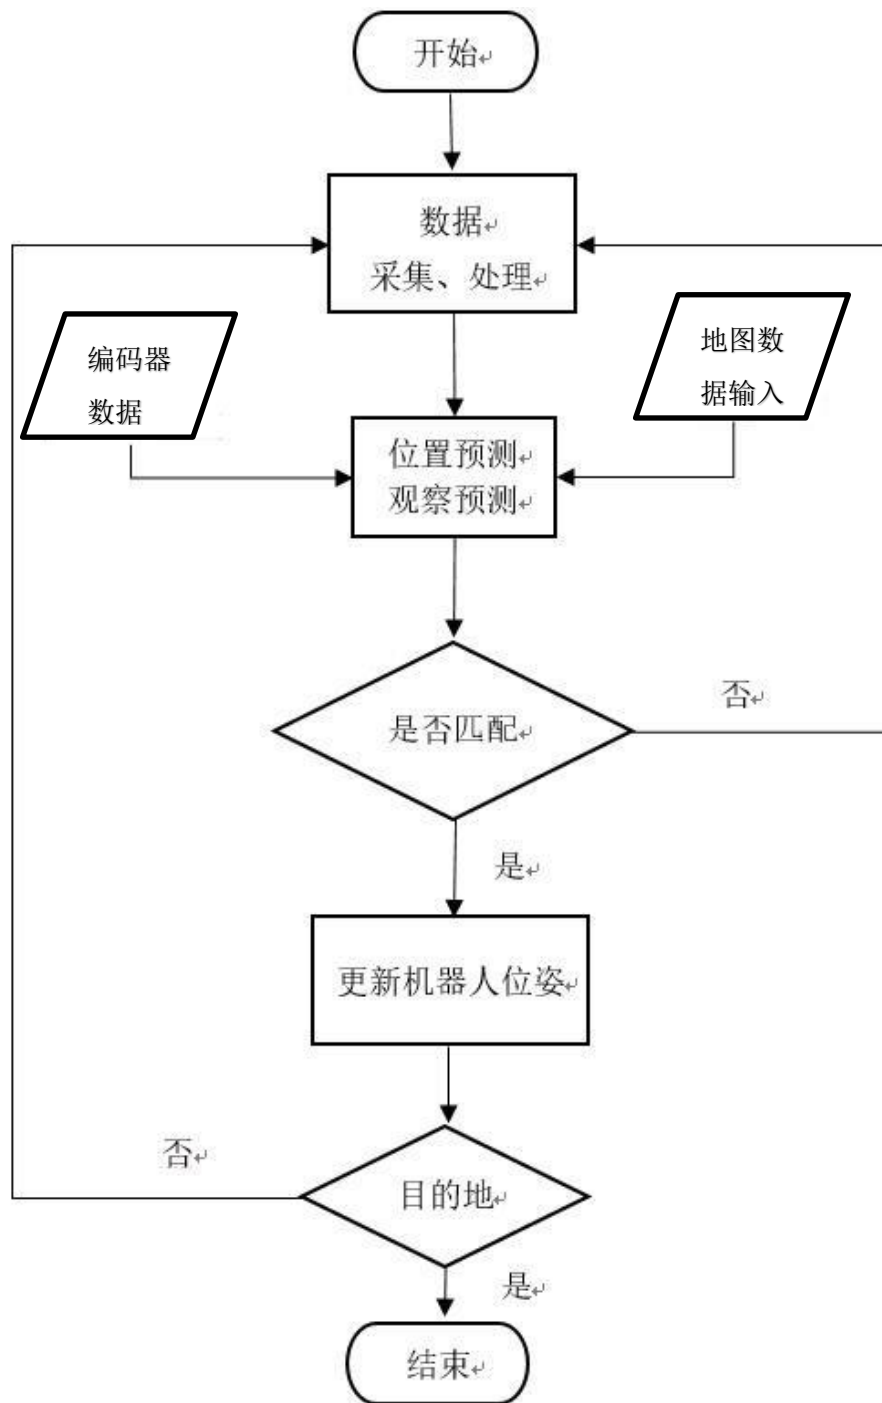 开始
数据
采集、处理
编码器
数据
地图数
据输入
位置预测
观察预测
是否匹配
否
是
更新机器人位姿
否
目的地
是
结束